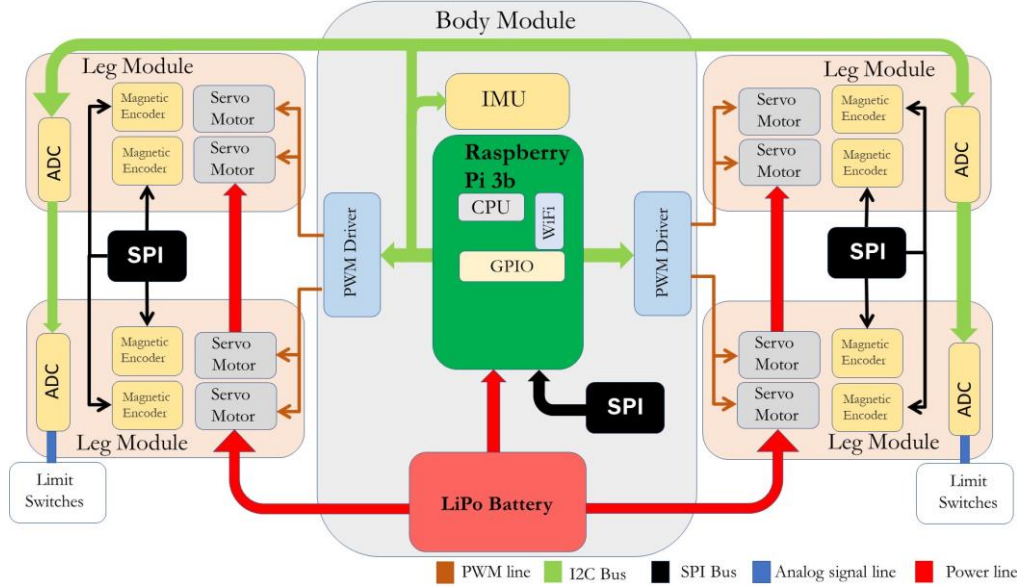 Body Module
Leg Module
Magnetic
Encoder
Servo
Motor
Magnetic
Encoder
Servo
Motor
ADC
SPI
Magnetic
Encoder
Servo
Motor
Magnetic
Encoder
Servo
Motor
ADC
Leg Module
Limit
Switches
IMU
Raspberry
Pi 3b
CPU
WiFi
GPIO
PWM Driver
PWM Driver
SPI
LiPo Battery
Leg Module
Servo
Motor
Magnetic
Encoder
Servo
Motor
Magnetic
Encoder
ADC
SPI
Servo
Motor
Magnetic
Encoder
Servo
Motor
Magnetic
Encoder
ADC
Leg Module
Limit
Switches
PWM line
I2C Bus
SPI Bus
Analog signal line
Power line